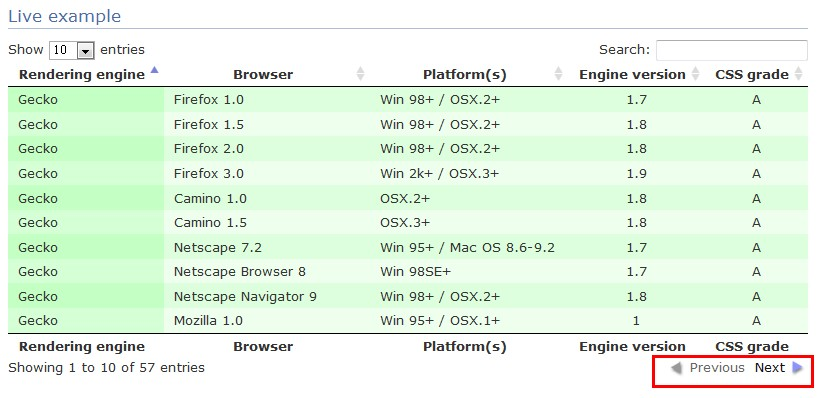 Live example
Show 10 entries Search:
Rendering engine Browser Platform(s) Engine version CSS grade
Gecko Firefox 1.0 Win 98+ / OSX.2+ 1.7 A
Gecko Firefox 1.5 Win 98+ / OSX.2+ 1.8 A
Gecko Firefox 2.0 Win 98+ / OSX.2+ 1.8 A
Gecko Firefox 3.0 Win 2k+ / OSX.3+ 1.9 A
Gecko Camino 1.0 OSX.2+ 1.8 A
Gecko Camino 1.5 OSX.3+ 1.8 A
Gecko Netscape 7.2 Win 95+ / Mac OS 8.6-9.2 1.7 A
Gecko Netscape Browser 8 Win 98SE+ 1.7 A
Gecko Netscape Navigator 9 Win 98+ / OSX.2+ 1.8 A
Gecko Mozilla 1.0 Win 95+ / OSX.1+ 1 A
Rendering engine Browser Platform(s) Engine version CSS grade
Showing 1 to 10 of 57 entries Previous Next